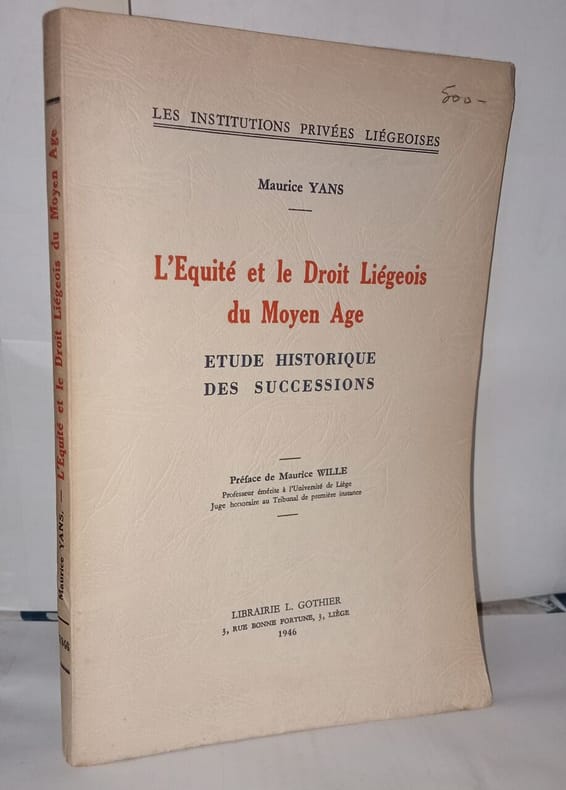 LES INSTITUTIONS PRIVÉES LIÉGEOISES
500-
Maurice YANS
L'Equité et le Droit Liégeois
du Moyen Age
ETUDE HISTORIQUE
DES SUCCESSIONS
Préface de Maurice WILLE
Professeur émérite à l'Université de Liège
Juge honoraire au Tribunal de première instance
LIBRAIRIE L. GOTHIER
3, RUE BONNE FORTUNE, 3, LIÈGE
1946
Maurice YANS. — L'Equité et le Droit Liégeois du Moyen Age